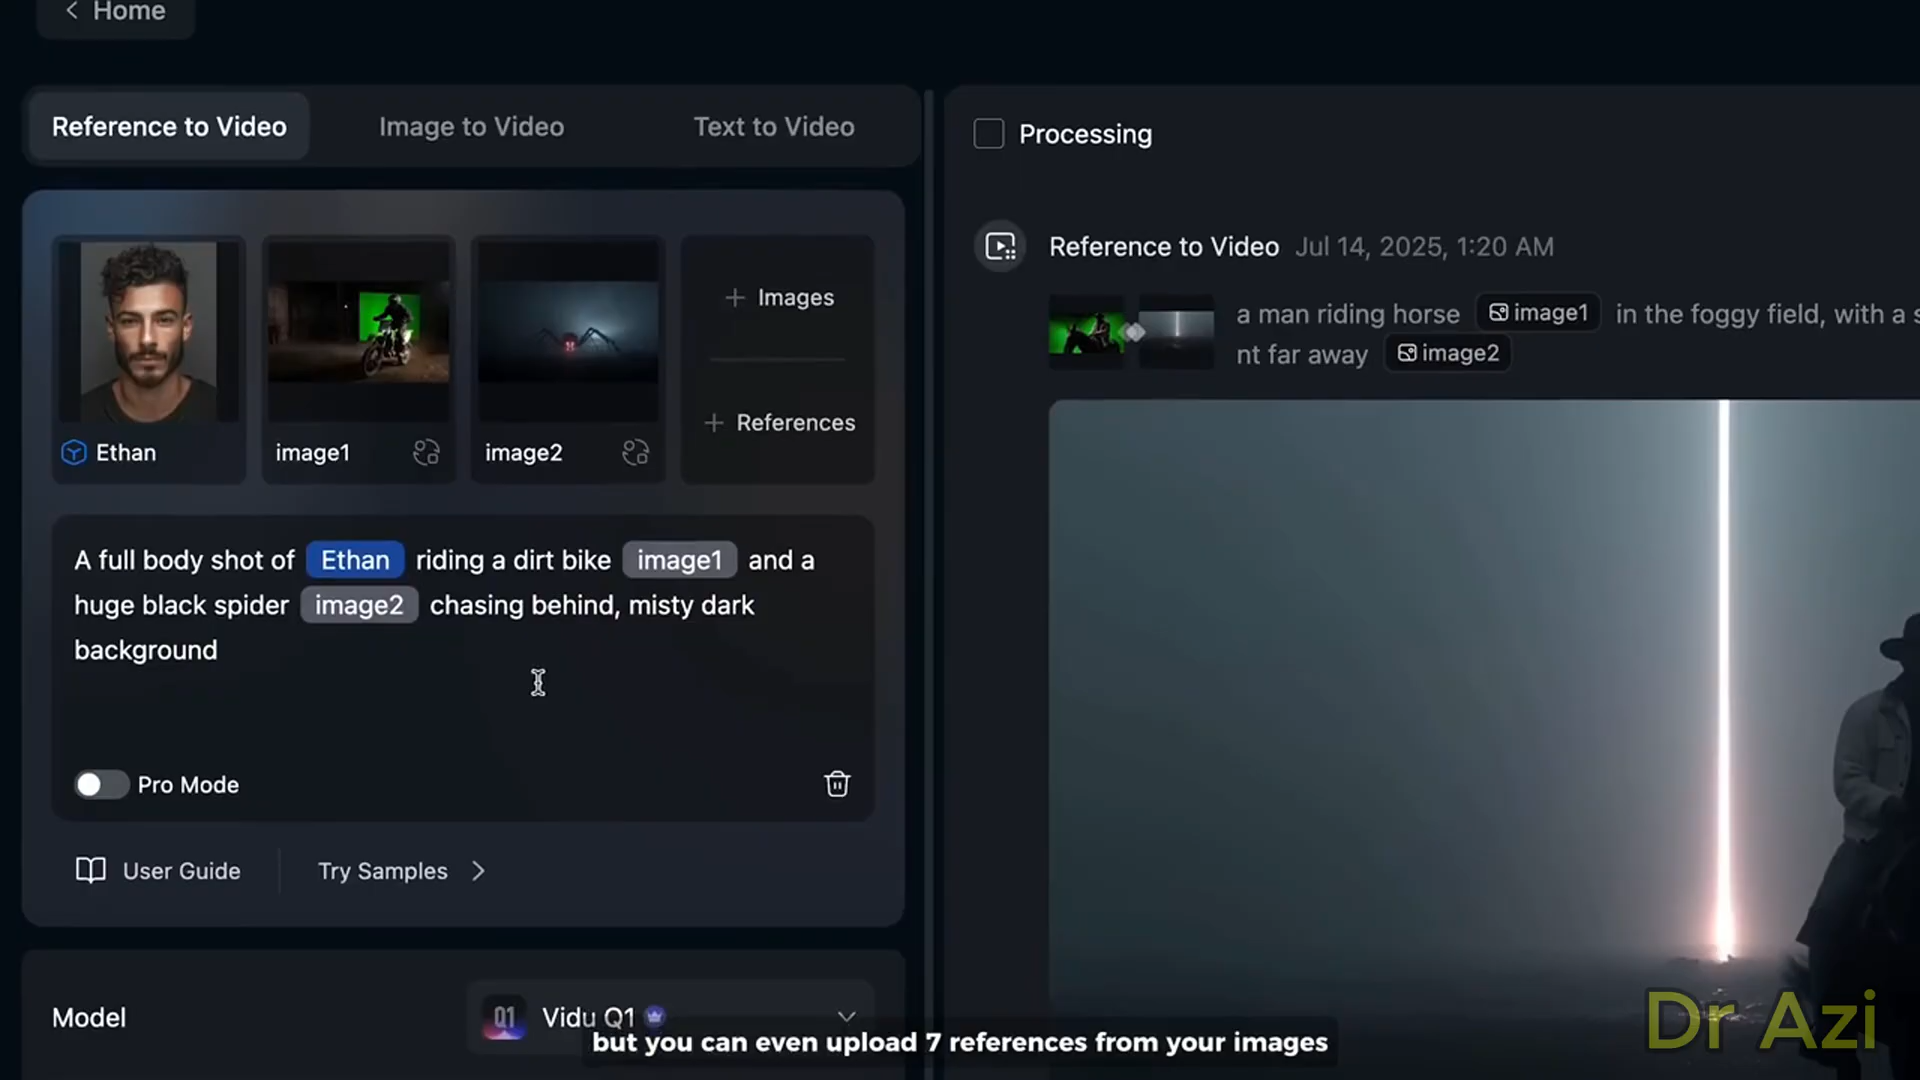 Home
Reference to Video
Image to Video
Text to Video
Ethan
image1
image2
Images
References
A full body shot of Ethan riding a dirt bike image1 and a
huge black spider image2 chasing behind, misty dark
background
Pro Mode
User Guide
Try Samples
Model
Q1
Vidu Q1
Processing
Reference to Video Jul 14, 2025, 1:20 AM
a man riding horse image1 in the foggy field, with a s
nt far away image2
but you can even upload 7 references from your images
Dr Azi